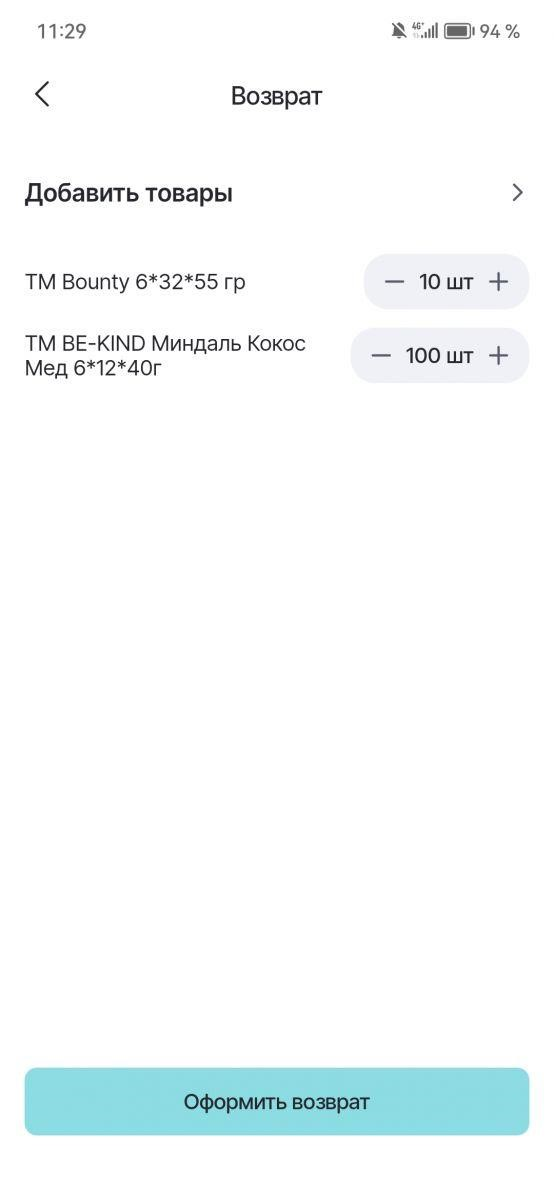 11:29
4G+
94 %
Возврат
Добавить товары
ТМ Bounty 6*32*55 гр
10 шт
ТМ BE-KIND Миндаль Кокос
Мед 6*12*40г
100 шт
Оформить возврат